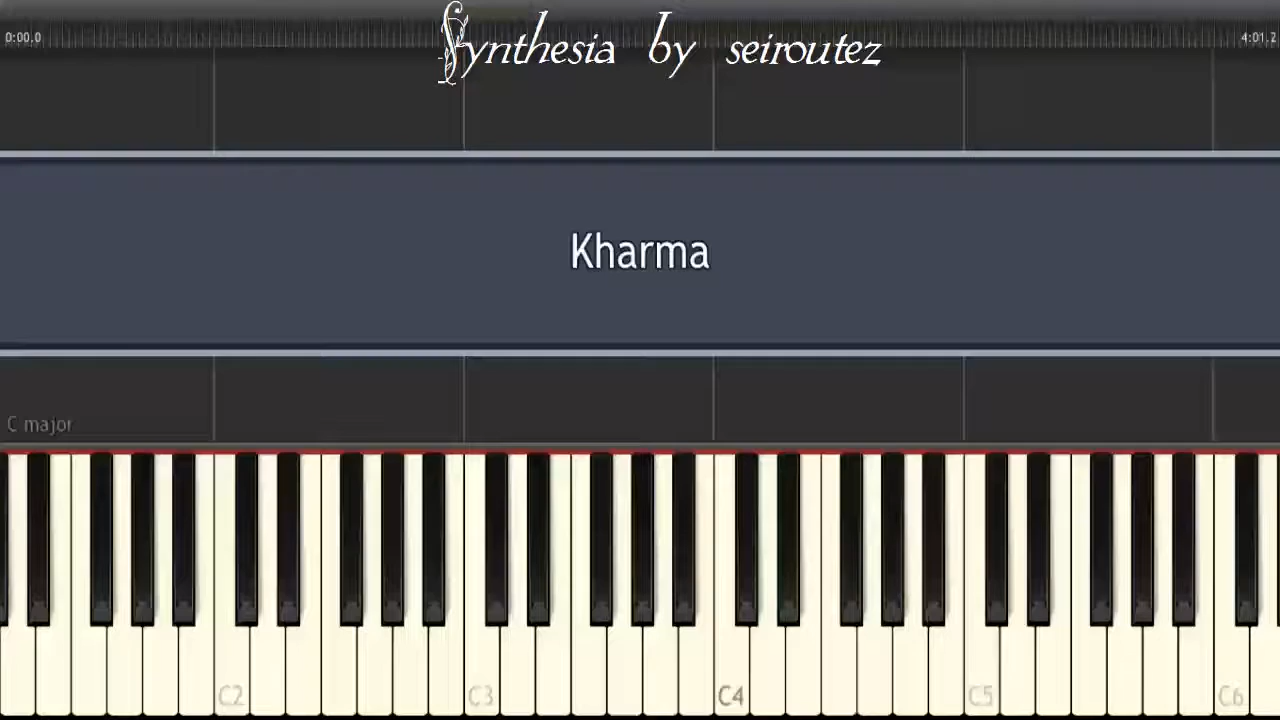 Synthesia by seiroutez
0:00.0
4:01.2
Kharma
C major
C2
C3
C4
C5
C6